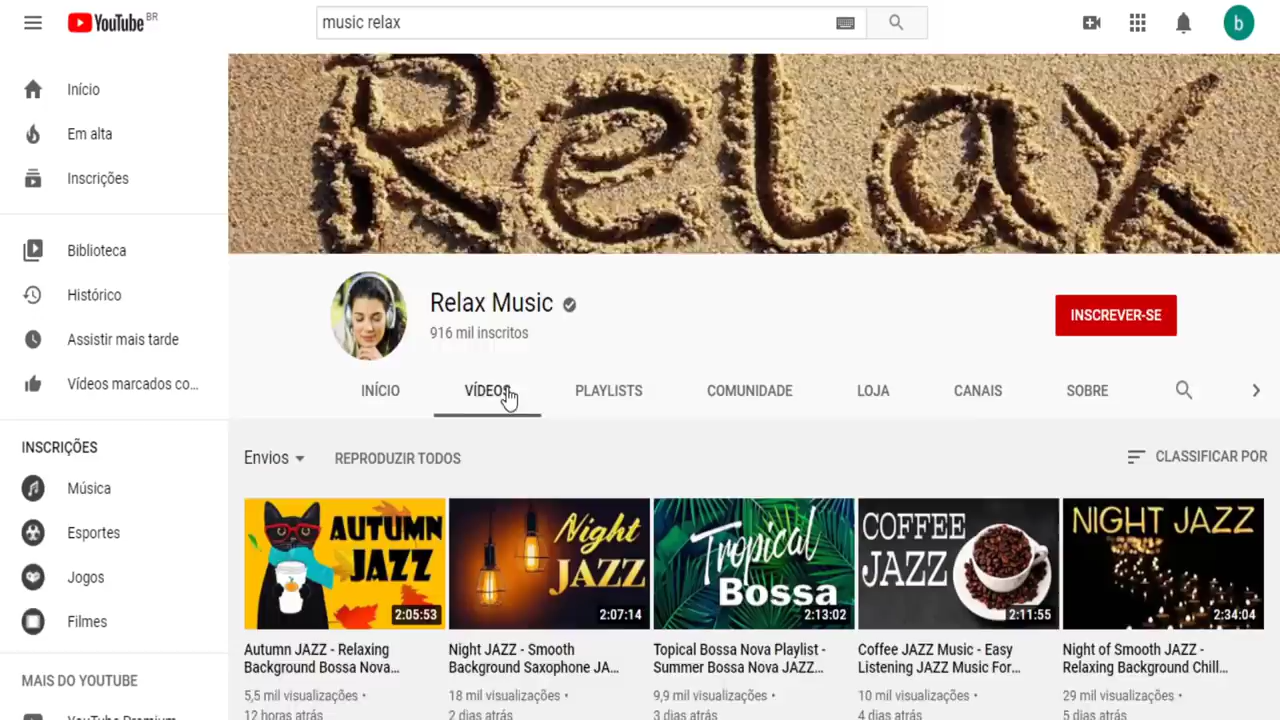 YouTube BR
music relax
b
Início
Em alta
Inscrições
Biblioteca
Histórico
Assistir mais tarde
Vídeos marcados co...
INSCRIÇÕES
Música
Esportes
Jogos
Filmes
MAIS DO YOUTUBE
YouTube Premium
Relax
Relax Music
916 mil inscritos
INSCREVER-SE
INÍCIO VÍDEOS PLAYLISTS COMUNIDADE LOJA CANAIS SOBRE
Envios REPRODUZIR TODOS CLASSIFICAR POR
AUTUMN
JAZZ
2:05:53
Autumn JAZZ - Relaxing
Background Bossa Nova...
5,5 mil visualizações •
12 horas atrás
Night
JAZZ
2:07:14
Night JAZZ - Smooth
Background Saxophone JA...
18 mil visualizações •
2 dias atrás
Tropical
Bossa
2:13:02
Topical Bossa Nova Playlist -
Summer Bossa Nova JAZZ...
9,9 mil visualizações •
3 dias atrás
COFFEE
JAZZ
2:11:55
Coffee JAZZ Music - Easy
Listening JAZZ Music For...
10 mil visualizações •
4 dias atrás
NIGHT JAZZ
2:34:04
Night of Smooth JAZZ -
Relaxing Background Chill...
29 mil visualizações •
5 dias atrás